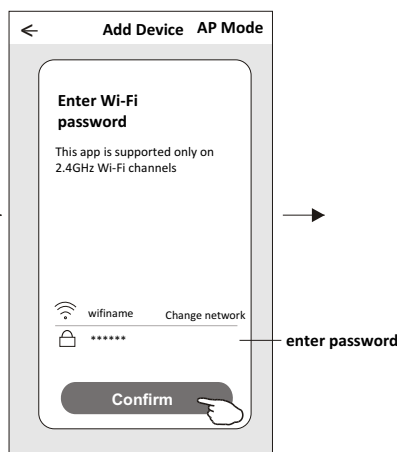 Add Device AP Mode
Enter Wi-Fi
password
This app is supported only on
2.4GHz Wi-Fi channels
wifiname Change network
******
enter password
Confirm